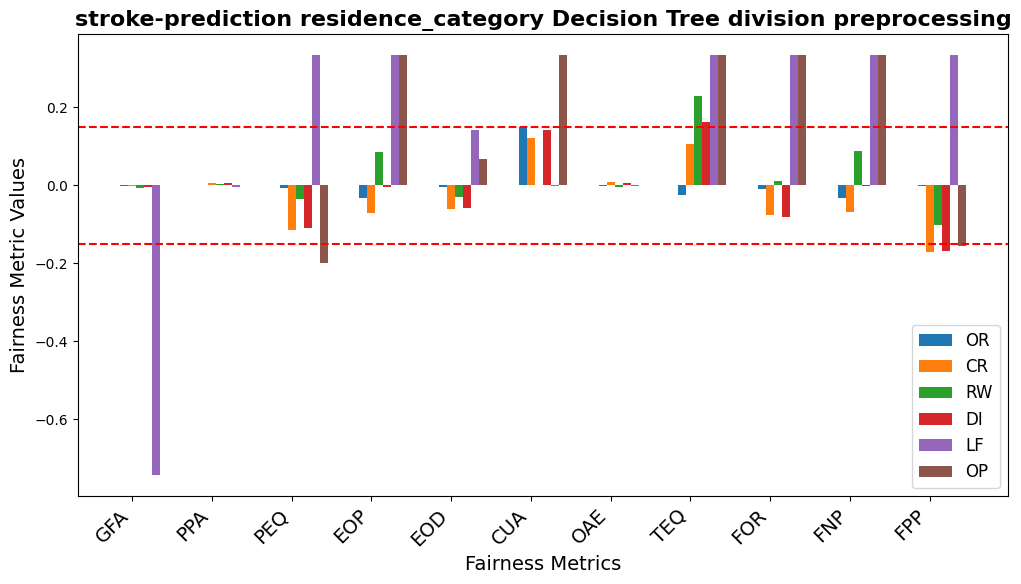 stroke-prediction residence_category Decision Tree division preprocessing
Fairness Metric Values
0.2
0.0
−0.2
−0.4
−0.6
OR
CR
RW
DI
LF
OP
GFA
PPA
PEQ
EOP
EOD
CUA
OAE
TEQ
FOR
FNP
FPP
Fairness Metrics